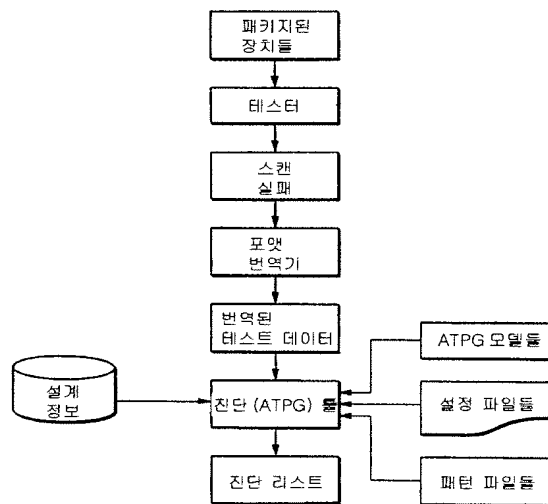 패키지된
장치들
테스터
스캔
실패
포맷
번역기
번역된
테스트 데이터
ATPG 모델들
설계
정보
진단 (ATPG) 툴
설정 파일들
진단 리스트
패턴 파일들